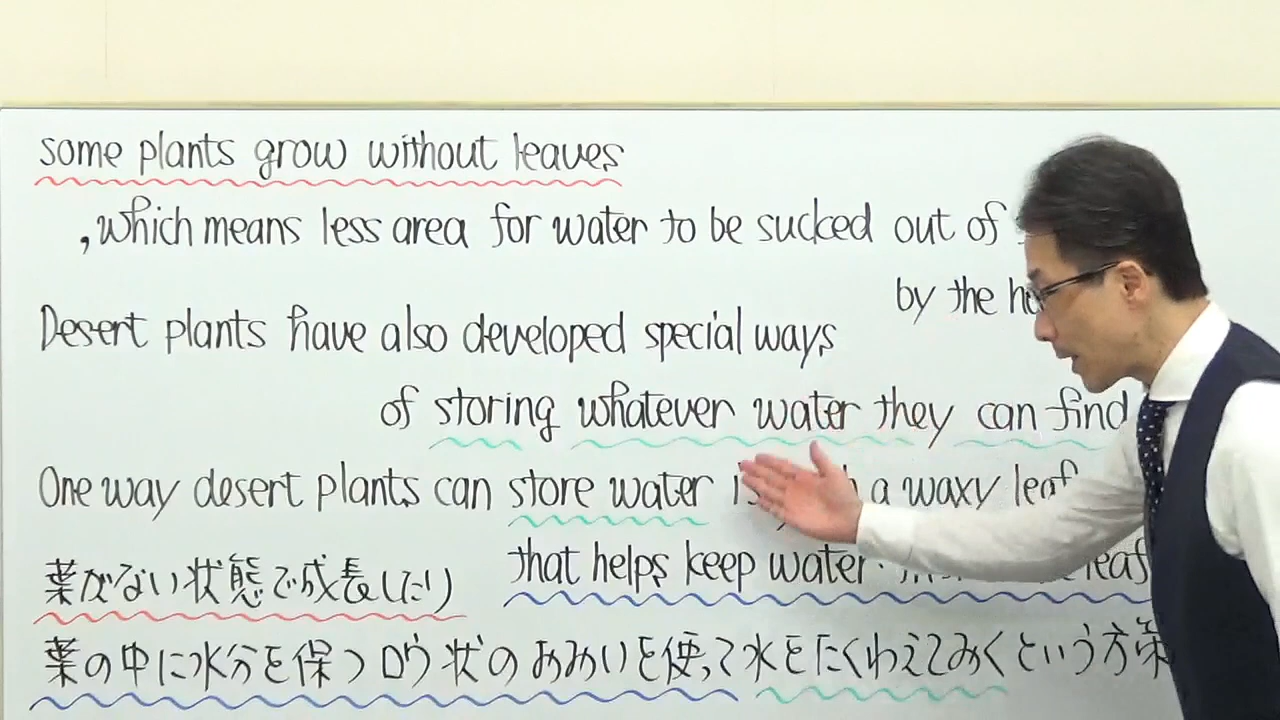 some plants grow without leaves
, which means less area for water to be sucked out of
by the
Desert plants have also developed special ways
of storing whatever water they can find
One way desert plants can store water a waxy leaf
that helps keep water leaf
葉がない状態で成長したり
葉の中に水分を保つロウ状のおおいを使って水をたくわえておくという方策